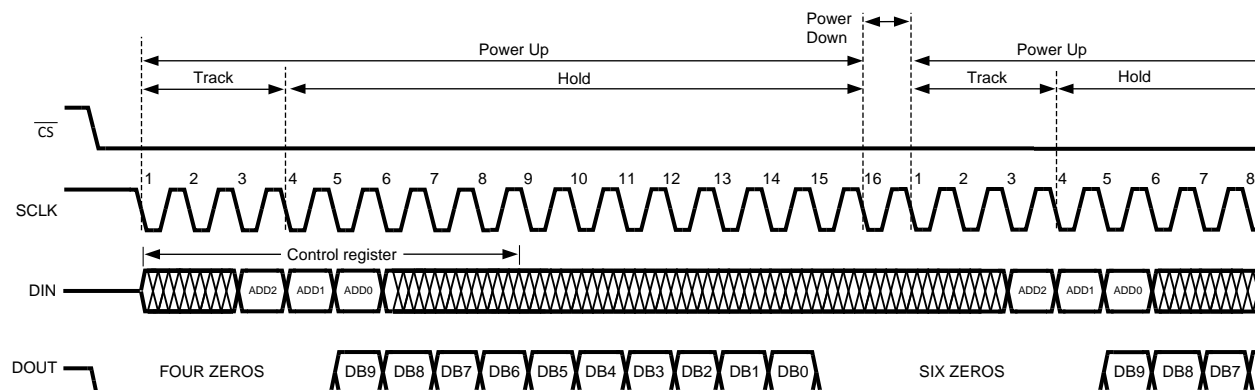 Power
Down
Power Up
Power Up
Track
Hold
Track
Hold
CS
SCLK
1 2 3 4 5 6 7 8 9 10 11 12 13 14 15 16 1 2 3 4 5 6 7 8
Control register
DIN
ADD2 ADD1 ADD0 ADD2 ADD1 ADD0
DOUT
FOUR ZEROS DB9 DB8 DB7 DB6 DB5 DB4 DB3 DB2 DB1 DB0 SIX ZEROS DB9 DB8 DB7